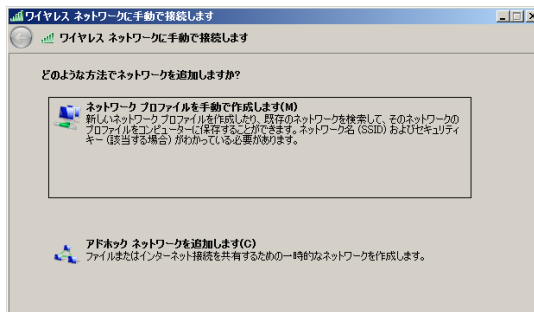 ワイヤレス ネットワークに手動で接続します
ワイヤレス ネットワークに手動で接続します
どのような方法でネットワークを追加しますか?
ネットワーク プロファイルを手動で作成します(M)
新しいネットワーク プロファイルを作成したり、既存のネットワークを検索して、そのネットワークの
プロファイルをコンピューターに保存することができます。ネットワーク名 (SSID) およびセキュリティ
キー (該当する場合) がわかっている必要があります。
アドホック ネットワークを追加します(C)
ファイルまたはインターネット接続を共有するための一時的なネットワークを作成します。